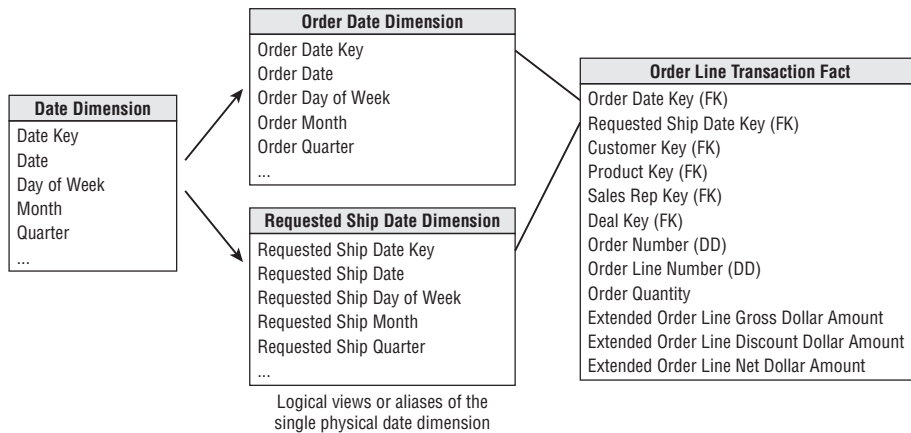 Date Dimension
Date Key
Date
Day of Week
Month
Quarter
...
Order Date Dimension
Order Date Key
Order Date
Order Day of Week
Order Month
Order Quarter
...
Requested Ship Date Dimension
Requested Ship Date Key
Requested Ship Date
Requested Ship Day of Week
Requested Ship Month
Requested Ship Quarter
...
Logical views or aliases of the
single physical date dimension
Order Line Transaction Fact
Order Date Key (FK)
Requested Ship Date Key (FK)
Customer Key (FK)
Product Key (FK)
Sales Rep Key (FK)
Deal Key (FK)
Order Number (DD)
Order Line Number (DD)
Order Quantity
Extended Order Line Gross Dollar Amount
Extended Order Line Discount Dollar Amount
Extended Order Line Net Dollar Amount